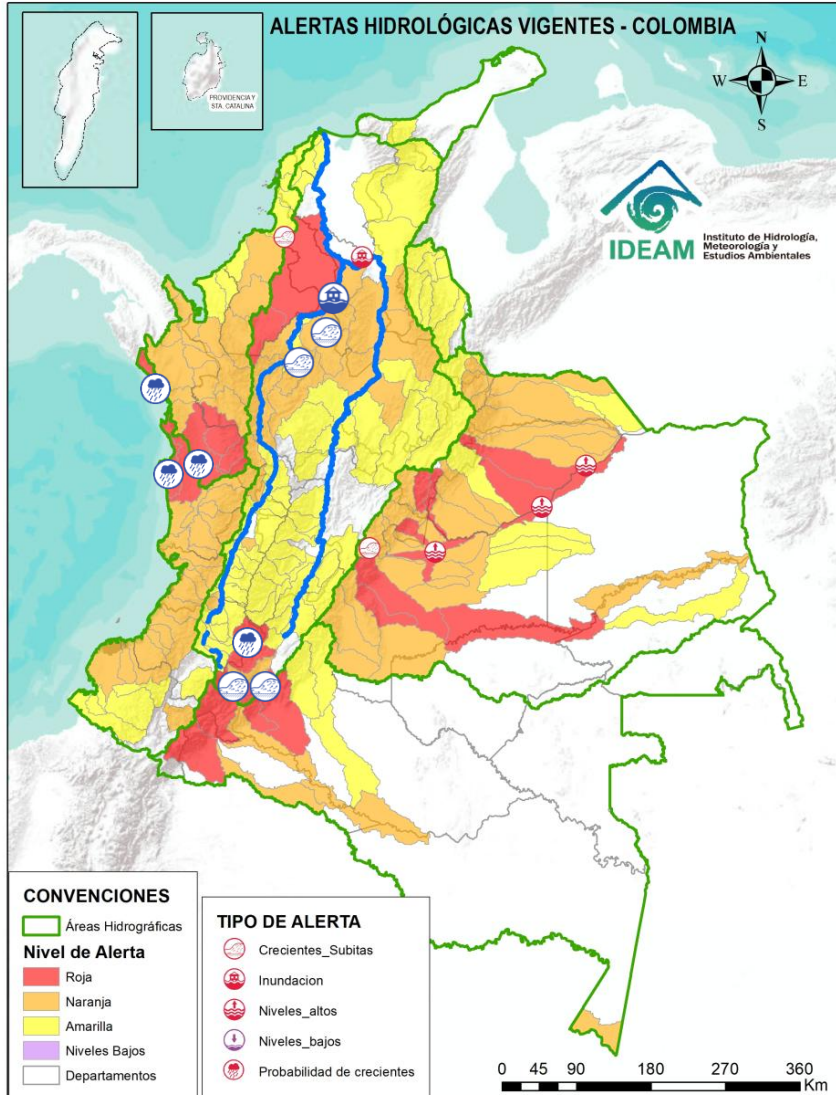 ALERTAS HIDROLÓGICAS VIGENTES - COLOMBIA
PROVIDENCIA Y
STA. CATALINA
N
W
E
S
IDEAM
Instituto de Hidrología,
Meteorología y
Estudios Ambientales
CONVENCIONES
Áreas Hidrográficas
Nivel de Alerta
Roja
Naranja
Amarilla
Niveles Bajos
Departamentos
TIPO DE ALERTA
Crecientes_Subitas
Inundacion
Niveles_altos
Niveles_bajos
Probabilidad de crecientes
0 45 90 180 270 360
Km